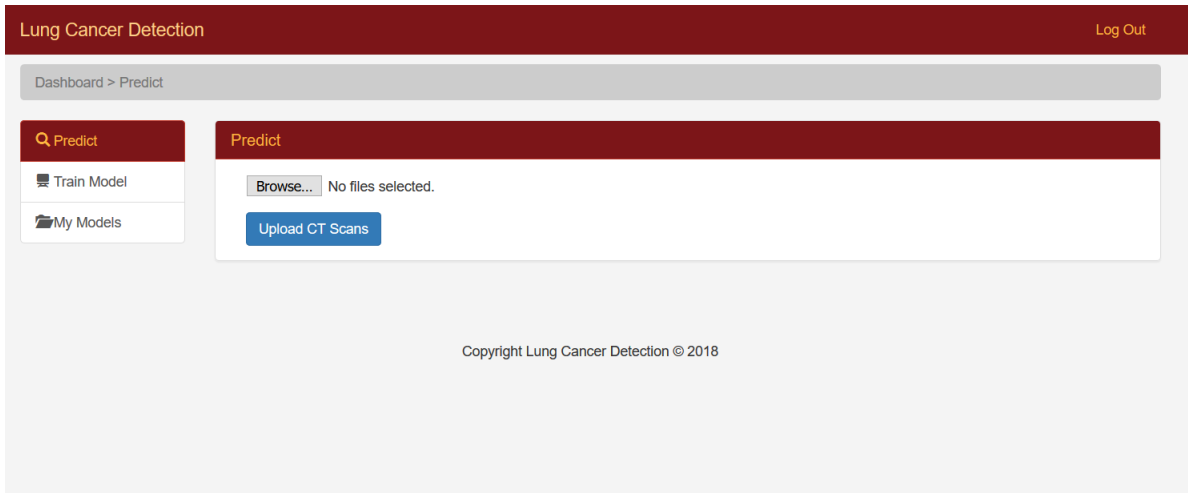 Lung Cancer Detection
Log Out
Dashboard > Predict
Predict
Train Model
My Models
Predict
Browse... No files selected.
Upload CT Scans
Copyright Lung Cancer Detection © 2018